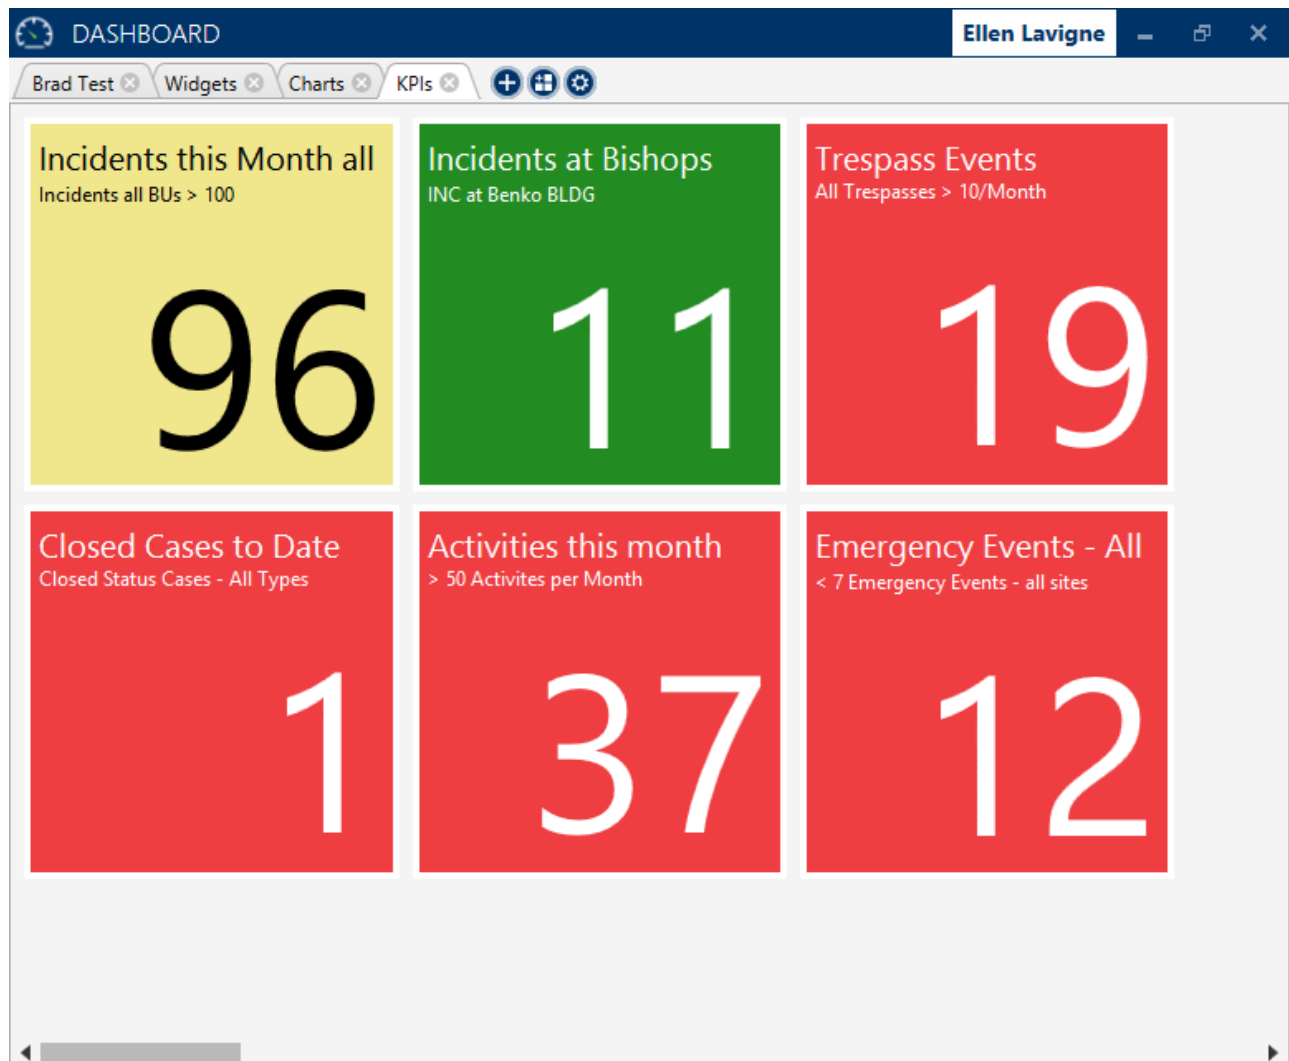 DASHBOARD
Ellen Lavigne
Brad Test
Widgets
Charts
KPIs
Incidents this Month all
Incidents all BUs > 100
96
Incidents at Bishops
INC at Benko BLDG
11
Trespass Events
All Trespasses > 10/Month
19
Closed Cases to Date
Closed Status Cases - All Types
1
Activities this month
> 50 Activites per Month
37
Emergency Events - All
< 7 Emergency Events - all sites
12